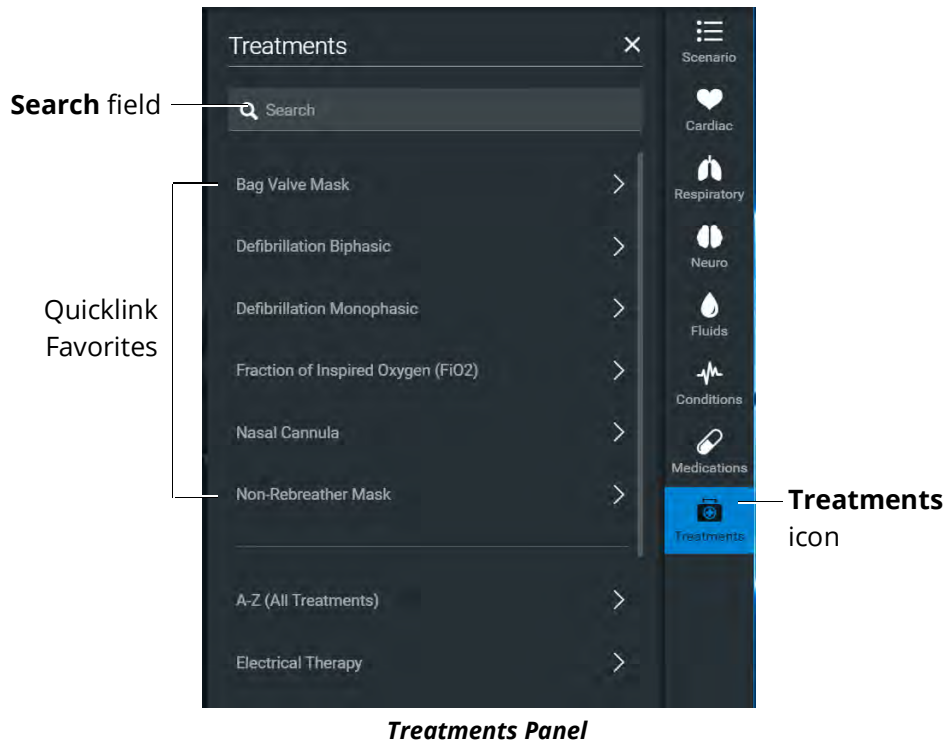 Treatments
Search field
Search
Bag Valve Mask
Defibrillation Biphasic
Quicklink
Favorites
Defibrillation Monophasic
Fraction of Inspired Oxygen (FiO2)
Nasal Cannula
Non-Rebreather Mask
A-Z (All Treatments)
Electrical Therapy
Scenario
Cardiac
Respiratory
Neuro
Fluids
Conditions
Medications
Treatments
Treatments
icon
Treatments Panel